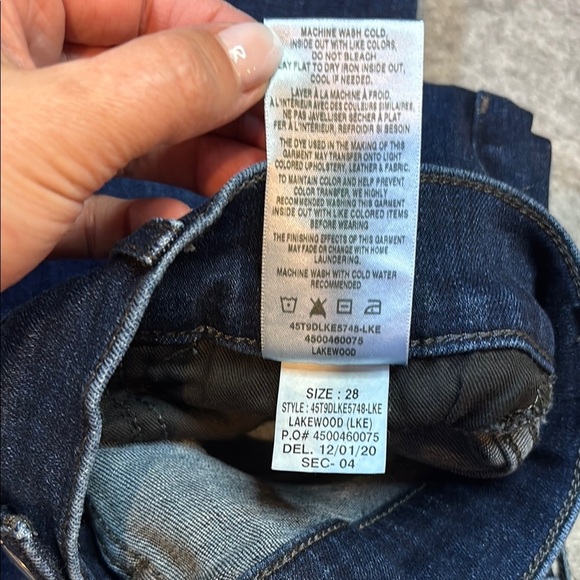 MACHINE WASH COLD,
INSIDE OUT WITH LIKE COLORS,
DO NOT BLEACH
LAY FLAT TO DRY IRON INSIDE OUT,
COOL IF NEEDED.
LAVER À LA MACHINE À FROID.
A L'INTÉRIEUR AVEC DES COULEURS SIMILAIRES,
NE PAS JAVELLISER SÉCHER À PLAT
FER À L'INTÉRIEUR, REFROIDIR SI BESOIN
THE DYE USED IN THE MAKING OF THIS
GARMENT MAY TRANSFER ONTO LIGHT
COLORED UPHOLSTERY, LEATHER & FABRIC.
TO MAINTAIN COLOR AND HELP PREVENT
COLOR TRANSFER, WE HIGHLY
RECOMMENDED WASHING THIS GARMENT
INSIDE OUT WITH LIKE COLORED ITEMS
BEFORE WEARING.
THE FINISHING EFFECTS OF THIS GARMENT
MAY FADE OR CHANGE WITH HOME
LAUNDERING.
MACHINE WASH WITH COLD WATER
RECOMMENDED
45T9DLKE5748-LKE
4500460075
LAKEWOOD
SIZE : 28
STYLE : 45T9DLKE5748-LKE
LAKEWOOD (LKE)
P.O# 4500460075
DEL. 12/01/20
SEC- 04